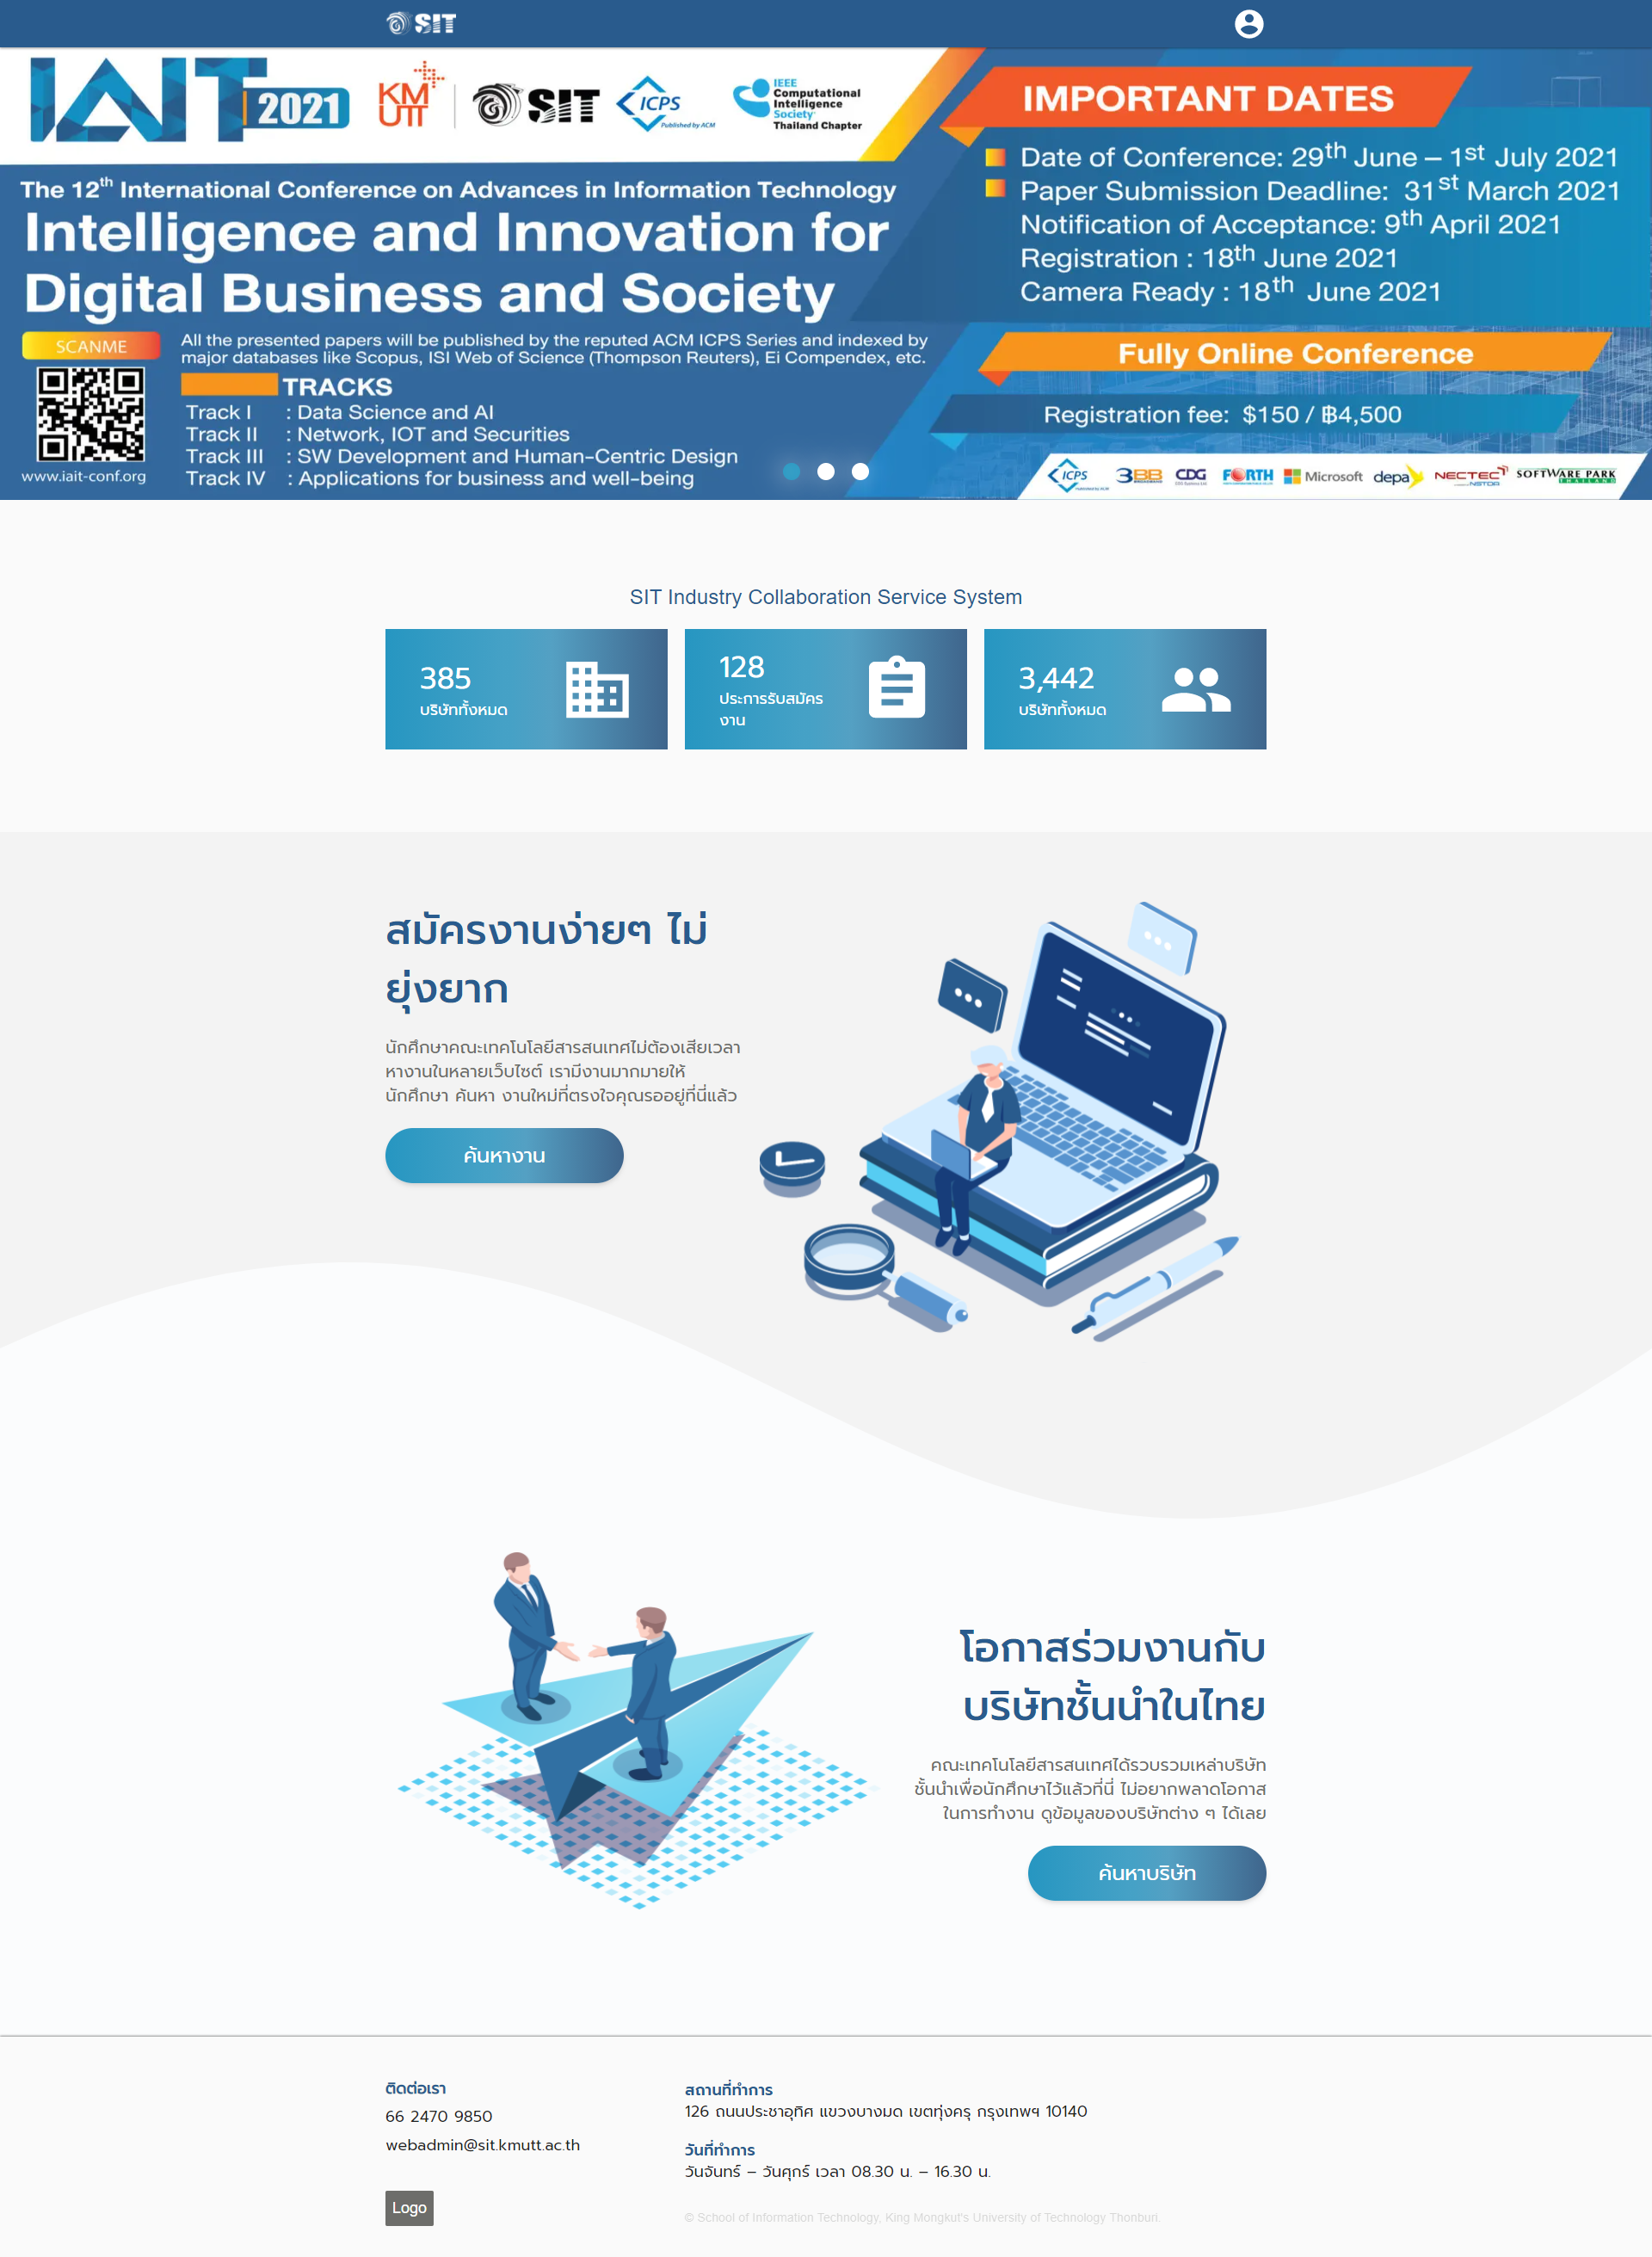 SIT
IAIT 2021
KMUTT
SIT
ICPS
Published by ACM
IEEE
Computational
Intelligence
Society
Thailand Chapter
The 12th International Conference on Advances in Information Technology
Intelligence and Innovation for
Digital Business and Society
SCANME
www.iait-conf.org
All the presented papers will be published by the reputed ACM ICPS Series and indexed by
major databases like Scopus, ISI Web of Science (Thompson Reuters), Ei Compendex, etc.
TRACKS
Track I : Data Science and AI
Track II : Network, IOT and Securities
Track III : SW Development and Human-Centric Design
Track IV : Applications for business and well-being
IMPORTANT DATES
Date of Conference: 29th June – 1st July 2021
Paper Submission Deadline: 31st March 2021
Notification of Acceptance: 9th April 2021
Registration : 18th June 2021
Camera Ready : 18th June 2021
Fully Online Conference
Registration fee: $150 / ฿4,500
ICPS 3BB CDG FORTH Microsoft depa NECTEC NSTDA SOFTWARE PARK THAILAND
SIT Industry Collaboration Service System
385
บริษัททั้งหมด
128
ประการรับสมัคร
งาน
3,442
บริษัททั้งหมด
สมัครงานง่ายๆ ไม่
ยุ่งยาก
นักศึกษาคณะเทคโนโลยีสารสนเทศไม่ต้องเสียเวลา
หางานในหลายเว็บไซต์ เรามีงานมากมายให้
นักศึกษา ค้นหา งานใหม่ที่ตรงใจคุณรออยู่ที่นี่แล้ว
ค้นหางาน
โอกาสร่วมงานกับ
บริษัทชั้นนำในไทย
คณะเทคโนโลยีสารสนเทศได้รวบรวมเหล่าบริษัท
ชั้นนำเพื่อนักศึกษาไว้แล้วที่นี่ ไม่อยากพลาดโอกาส
ในการทำงาน ดูข้อมูลของบริษัทต่าง ๆ ได้เลย
ค้นหาบริษัท
ติดต่อเรา
66 2470 9850
webadmin@sit.kmutt.ac.th
Logo
สถานที่ทำการ
126 ถนนประชาอุทิศ แขวงบางมด เขตทุ่งครุ กรุงเทพฯ 10140
วันที่ทำการ
วันจันทร์ – วันศุกร์ เวลา 08.30 น. – 16.30 น.
© School of Information Technology, King Mongkut's University of Technology Thonburi.